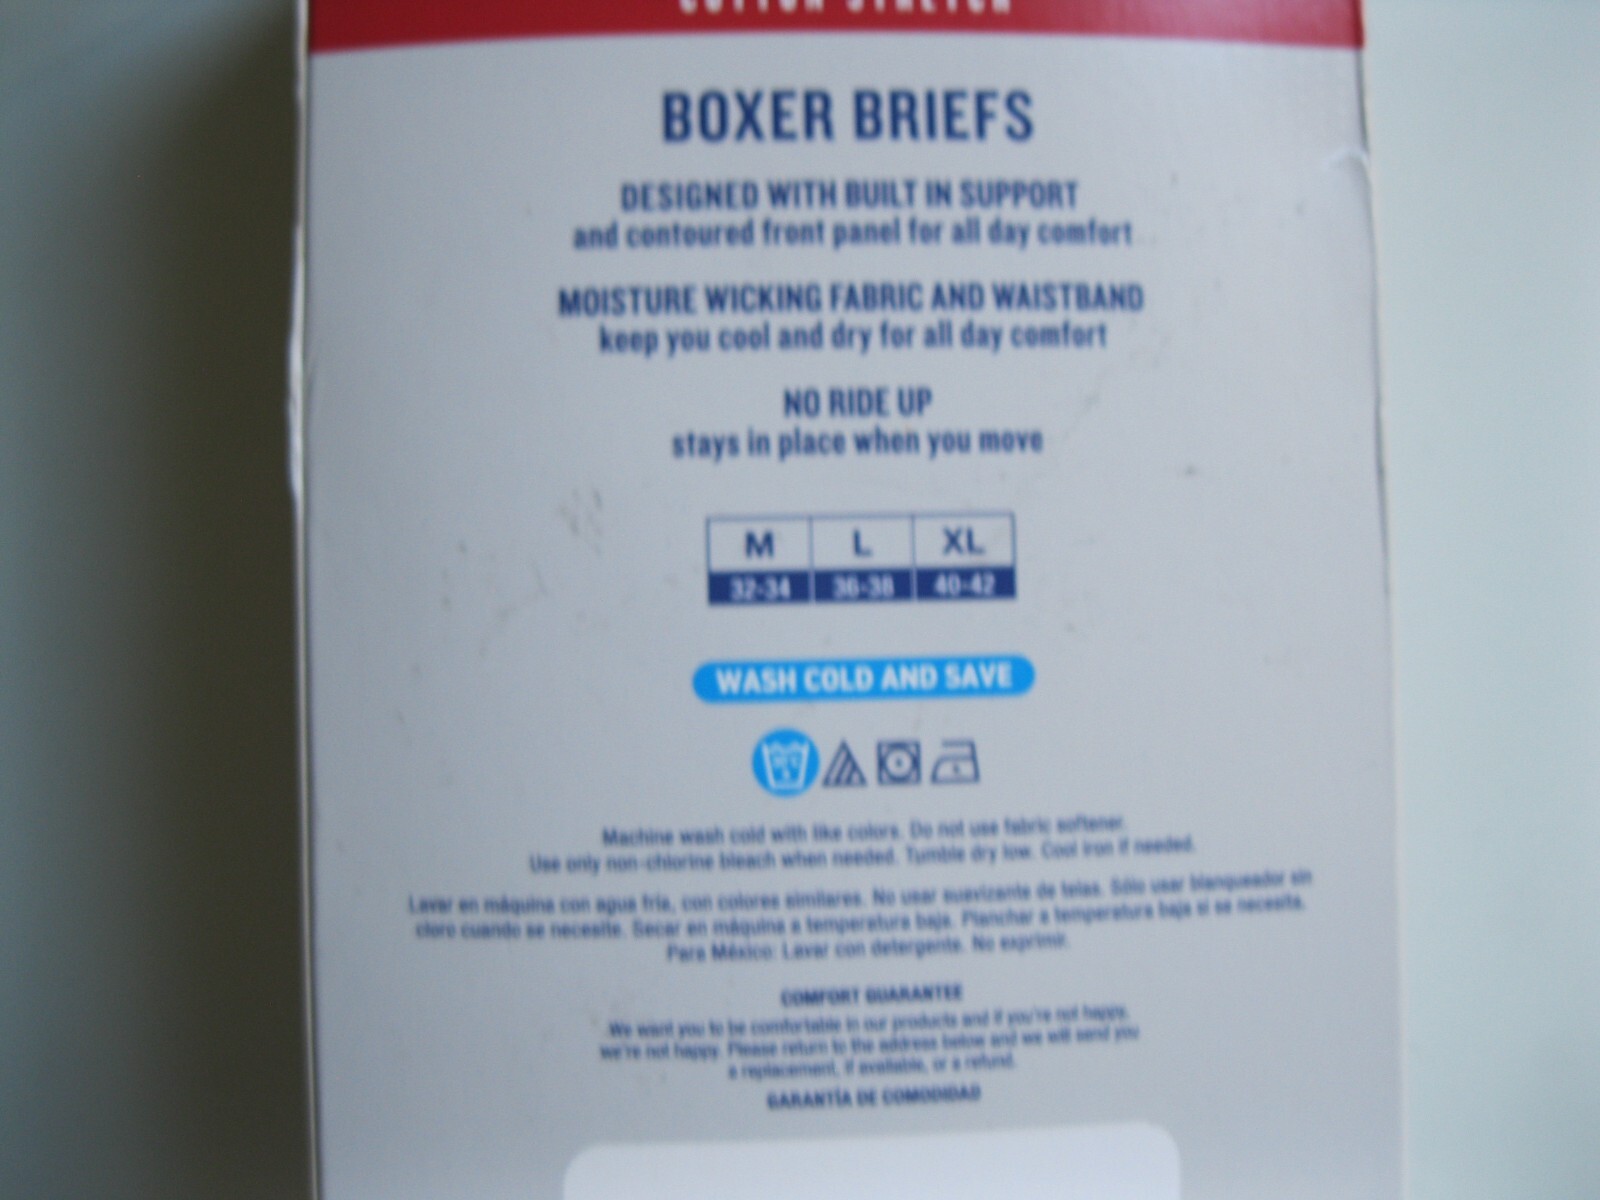 COTTON STRETCH
BOXER BRIEFS
DESIGNED WITH BUILT IN SUPPORT
and contoured front panel for all day comfort
MOISTURE WICKING FABRIC AND WAISTBAND
keep you cool and dry for all day comfort
NO RIDE UP
stays in place when you move
M L XL
32-34 36-38 40-42
WASH COLD AND SAVE
Machine wash cold with like colors. Do not use fabric softener.
Use only non-chlorine bleach when needed. Tumble dry low. Cool iron if needed.
Lavar en máquina con agua fría, con colores similares. No usar suavizante de telas. Sólo usar blanqueador sin
cloro cuando se necesite. Secar en máquina a temperatura baja. Planchar a temperatura baja si se necesita.
Para México: Lavar con detergente. No exprimir.
COMFORT GUARANTEE
We want you to be comfortable in our products and if you're not happy,
we're not happy. Please return to the address below and we will send you
a replacement, if available, or a refund.
GARANTÍA DE COMODIDAD